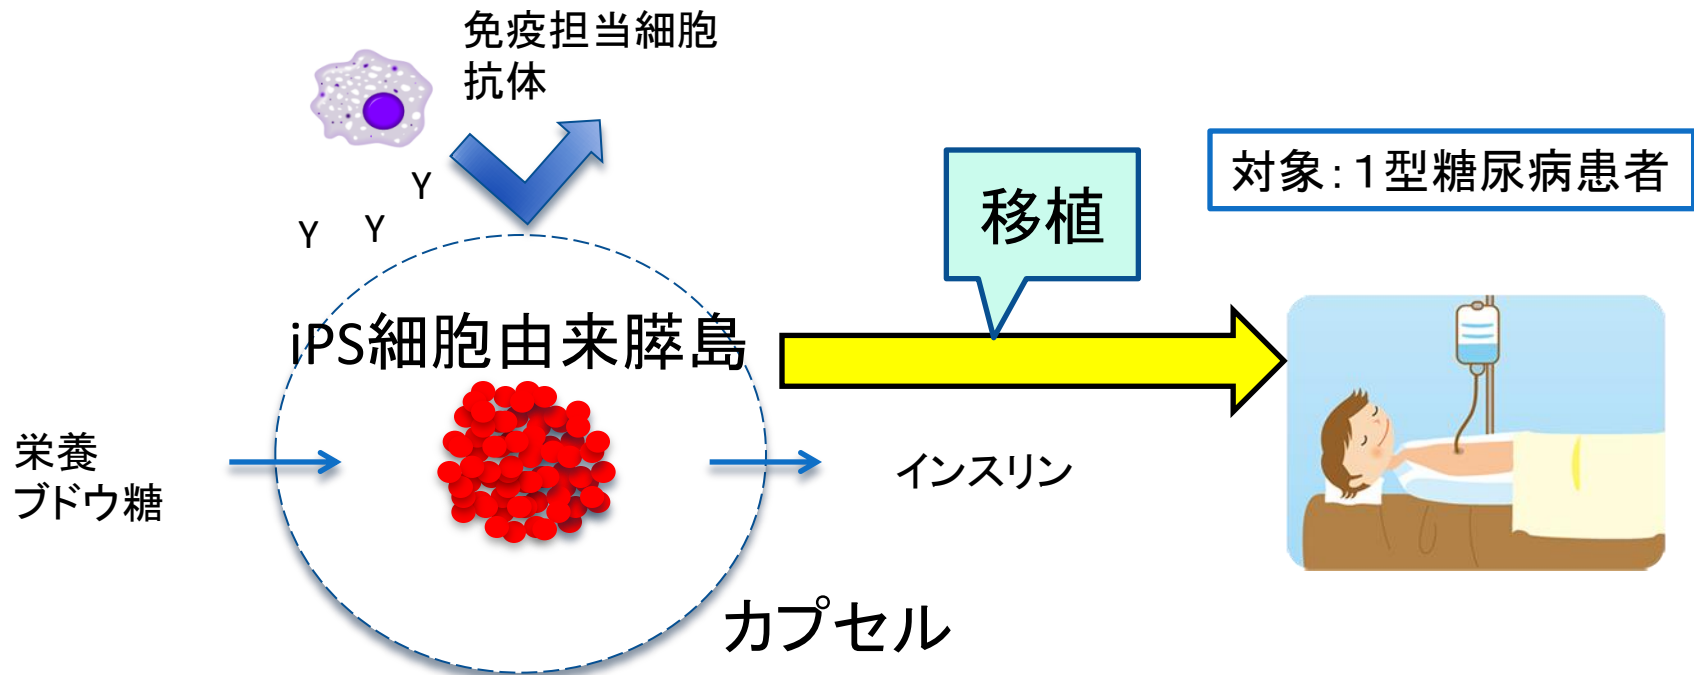 免疫担当細胞
抗体
Y
Y
Y
移植
対象：１型糖尿病患者
iPS細胞由来膵島
栄養
ブドウ糖
インスリン
カプセル